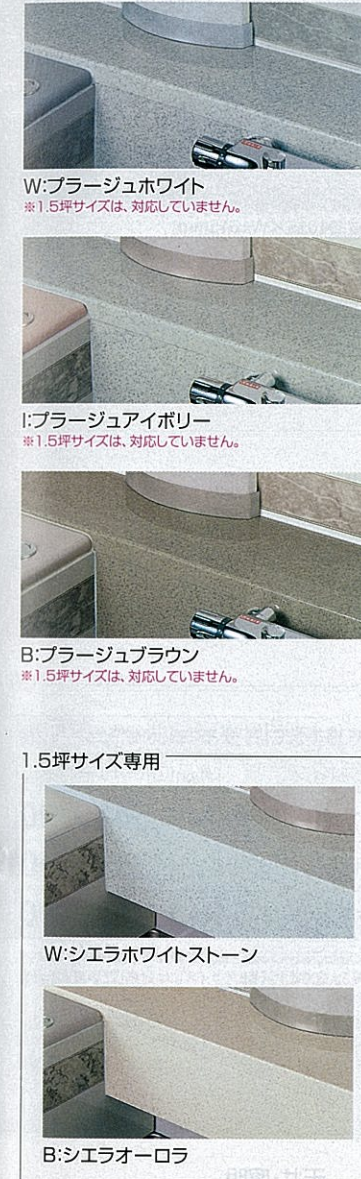 W:プラージュホワイト
※1.5坪サイズは、対応していません。
I:プラージュアイボリー
※1.5坪サイズは、対応していません。
B:プラージュブラウン
※1.5坪サイズは、対応していません。
1.5坪サイズ専用
W:シエラホワイトストーン
B:シエラオーロラ